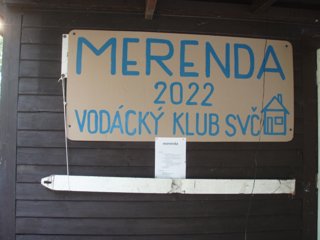 MERENDA
2022
VODÁCKÝ KLUB SVČ